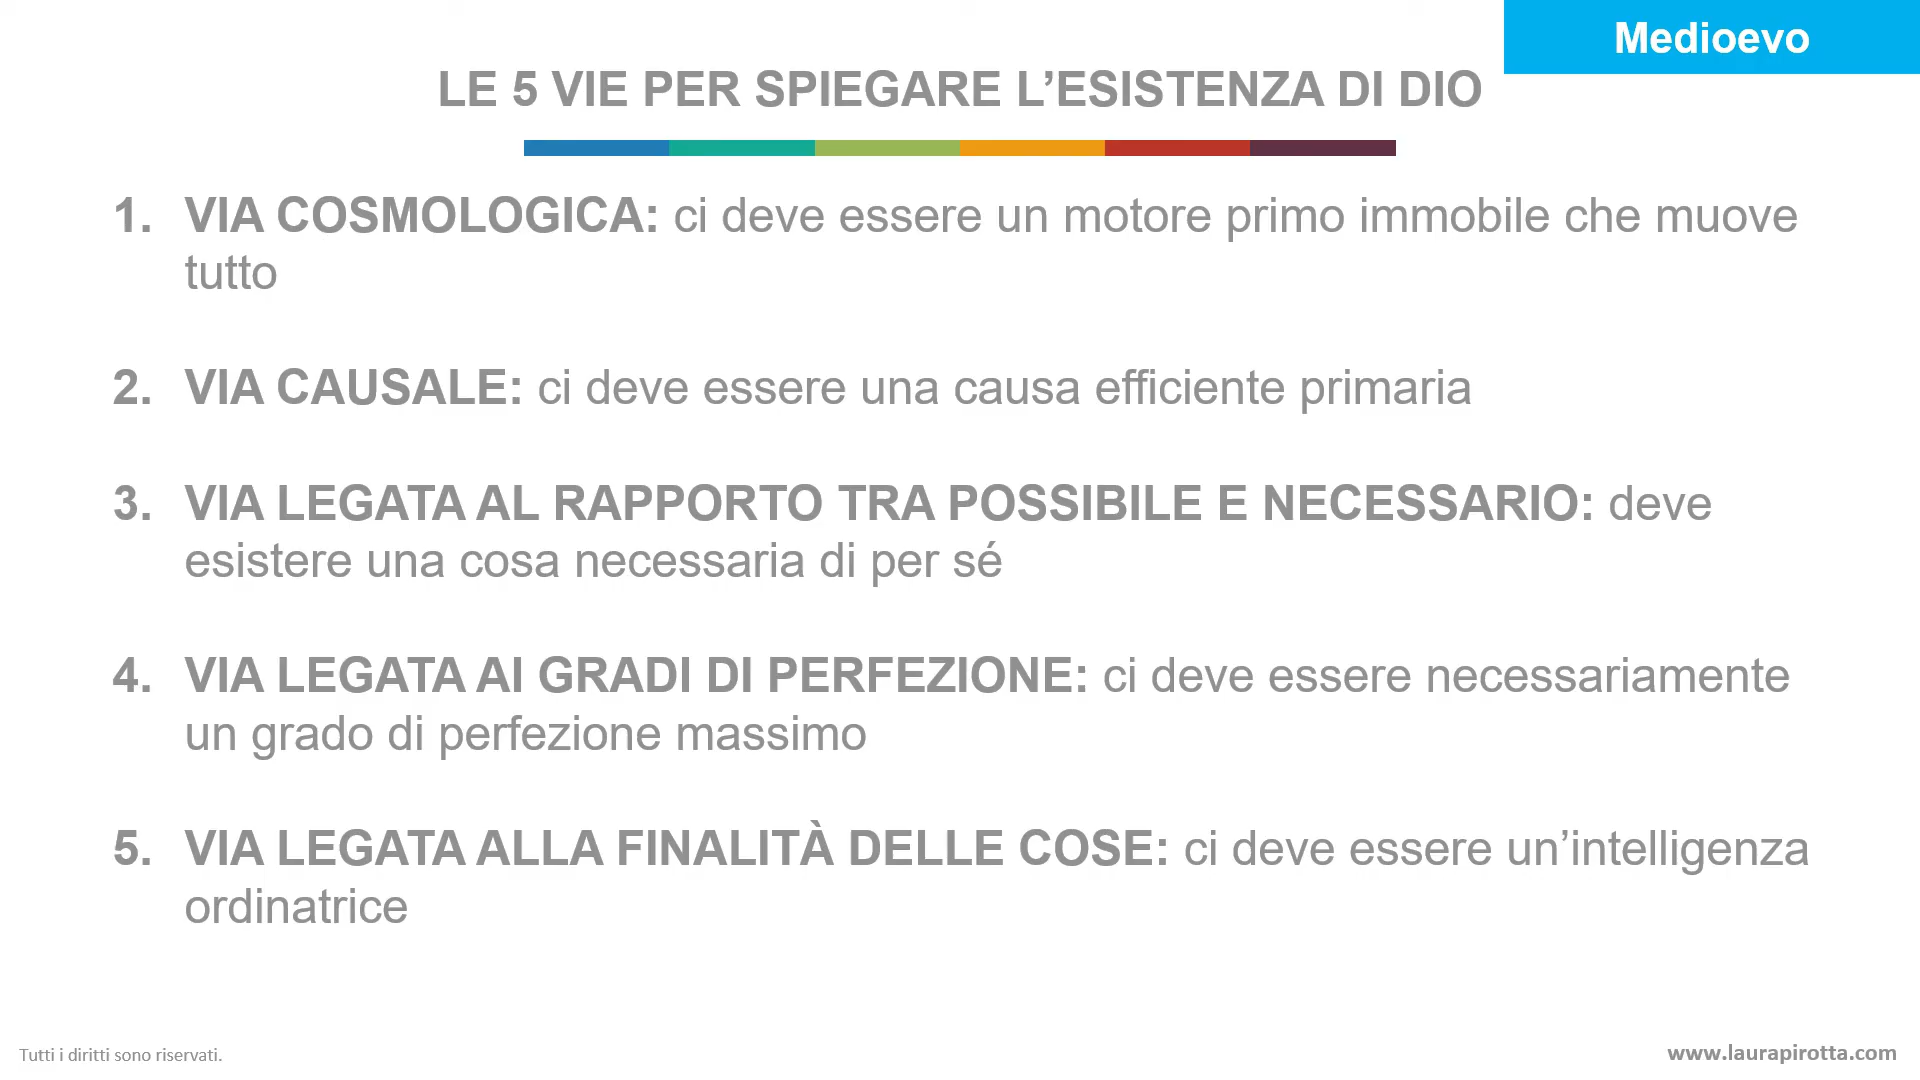 Medioevo
LE 5 VIE PER SPIEGARE L’ESISTENZA DI DIO
1. VIA COSMOLOGICA: ci deve essere un motore primo immobile che muove
tutto
2. VIA CAUSALE: ci deve essere una causa efficiente primaria
3. VIA LEGATA AL RAPPORTO TRA POSSIBILE E NECESSARIO: deve
esistere una cosa necessaria di per sé
4. VIA LEGATA AI GRADI DI PERFEZIONE: ci deve essere necessariamente
un grado di perfezione massimo
5. VIA LEGATA ALLA FINALITÀ DELLE COSE: ci deve essere un’intelligenza
ordinatrice
Tutti i diritti sono riservati.
www.laurapirotta.com